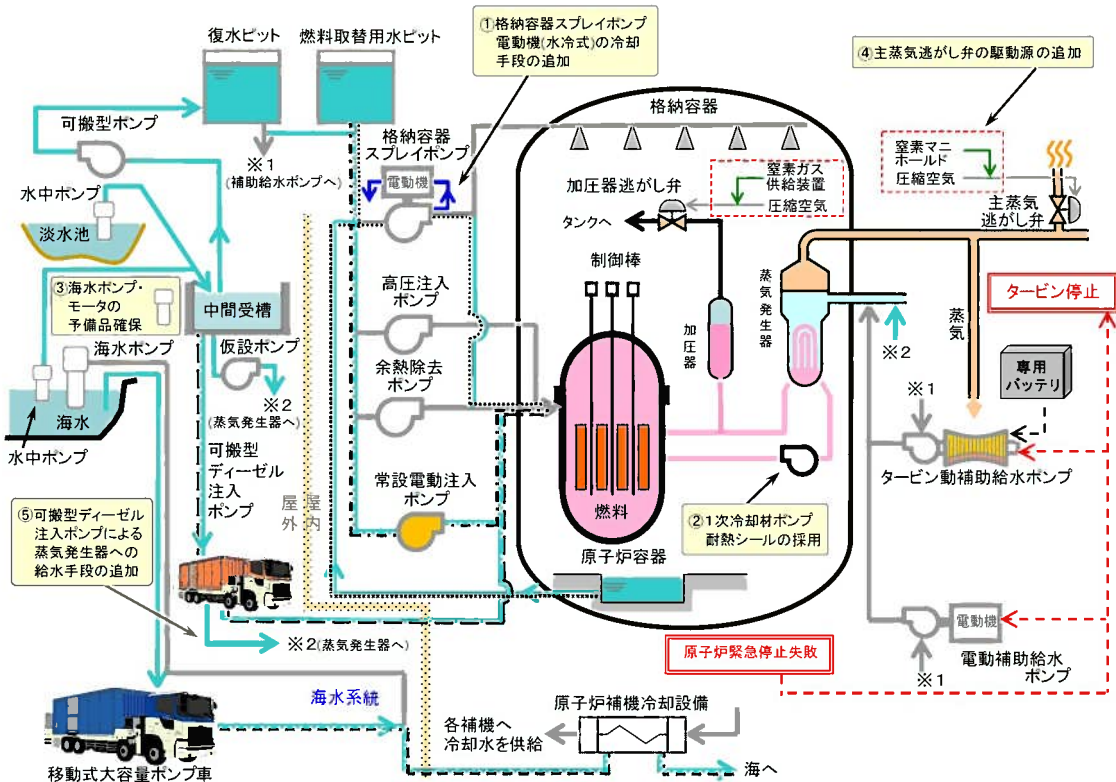 復水ピット
燃料取替用水ピット
①格納容器スプレイポンプ
電動機(水冷式)の冷却
手段の追加
④主蒸気逃がし弁の駆動源の追加
可搬型ポンプ
※1
(補助給水ポンプへ)
格納容器
スプレイポンプ
電動機
格納容器
窒素マニ
ホールド
圧縮空気
主蒸気
逃がし弁
加圧器逃がし弁
窒素ガス
供給装置
圧縮空気
タンクへ
水中ポンプ
淡水池
③海水ポンプ・
モータの
予備品確保
中間受槽
高圧注入
ポンプ
制御棒
加圧器
蒸気発生器
※2
蒸気
タービン停止
専用
バッテリ
海水ポンプ
仮設ポンプ
※2
(蒸気発生器へ)
余熱除去
ポンプ
海水
水中ポンプ
※1
タービン動補助給水ポンプ
可搬型
ディーゼル
注入
ポンプ
屋外
屋内
常設電動注入
ポンプ
燃料
原子炉容器
②1次冷却材ポンプ
耐熱シールの採用
⑤可搬型ディーゼル
注入ポンプによる
蒸気発生器への
給水手段の追加
※2(蒸気発生器へ)
原子炉緊急停止失敗
電動機
※1
電動補助給水
ポンプ
海水系統
各補機へ
冷却水を供給
原子炉補機冷却設備
海へ
移動式大容量ポンプ車